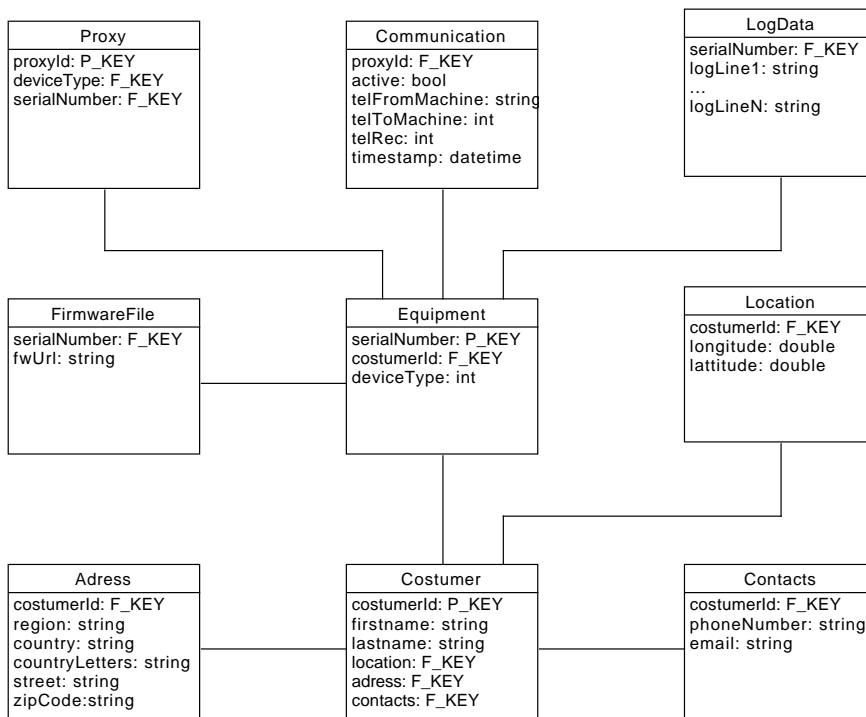 Proxy
proxyId: P_KEY
deviceType: F_KEY
serialNumber: F_KEY
Communication
proxyId: F_KEY
active: bool
telFromMachine: string
telToMachine: int
telRec: int
timestamp: datetime
LogData
serialNumber: F_KEY
logLine1: string
...
logLineN: string
FirmwareFile
serialNumber: F_KEY
fwUrl: string
Equipment
serialNumber: P_KEY
costumerId: F_KEY
deviceType: int
Location
costumerId: F_KEY
longitude: double
lattitude: double
Adress
costumerId: F_KEY
region: string
country: string
countryLetters: string
street: string
zipCode:string
Costumer
costumerId: P_KEY
firstname: string
lastname: string
location: F_KEY
adress: F_KEY
contacts: F_KEY
Contacts
costumerId: F_KEY
phoneNumber: string
email: string